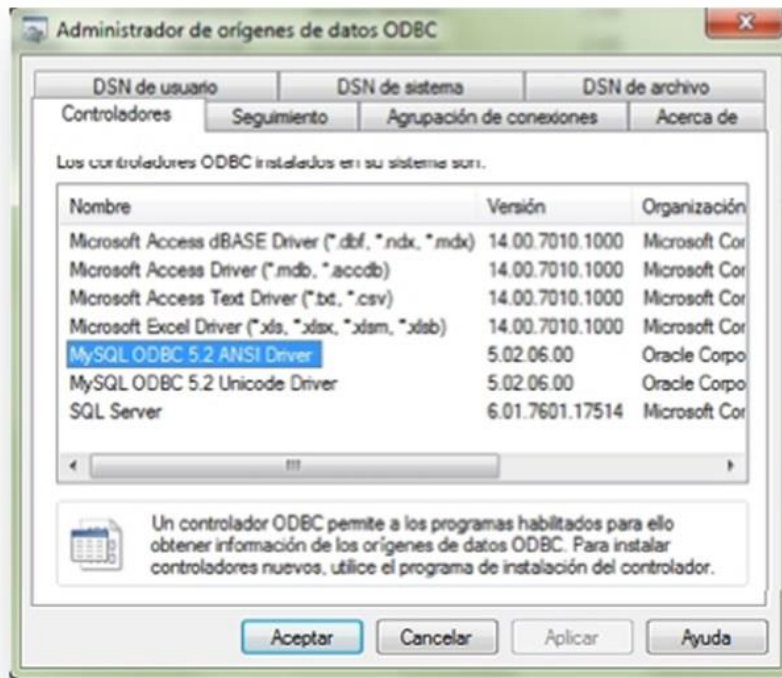 Administrador de orígenes de datos ODBC
DSN de usuario DSN de sistema DSN de archivo
Controladores Seguimiento Agrupación de conexiones Acerca de
Los controladores ODBC instalados en su sistema son:
Nombre Versión Organización
Microsoft Access dBASE Driver (*.dbf, *.ndx, *.mdx) 14.00.7010.1000 Microsoft Cor
Microsoft Access Driver (*.mdb, *.accdb) 14.00.7010.1000 Microsoft Cor
Microsoft Access Text Driver (*.txt, *.csv) 14.00.7010.1000 Microsoft Cor
Microsoft Excel Driver (*.xls, *.xlsx, *.xlsm, *.xlsb) 14.00.7010.1000 Microsoft Cor
MySQL ODBC 5.2 ANSI Driver 5.02.06.00 Oracle Corpo
MySQL ODBC 5.2 Unicode Driver 5.02.06.00 Oracle Corpo
SQL Server 6.01.7601.17514 Microsoft Cor
Un controlador ODBC permite a los programas habilitados para ello
obtener información de los orígenes de datos ODBC. Para instalar
controladores nuevos, utilice el programa de instalación del controlador.
Aceptar Cancelar Aplicar Ayuda